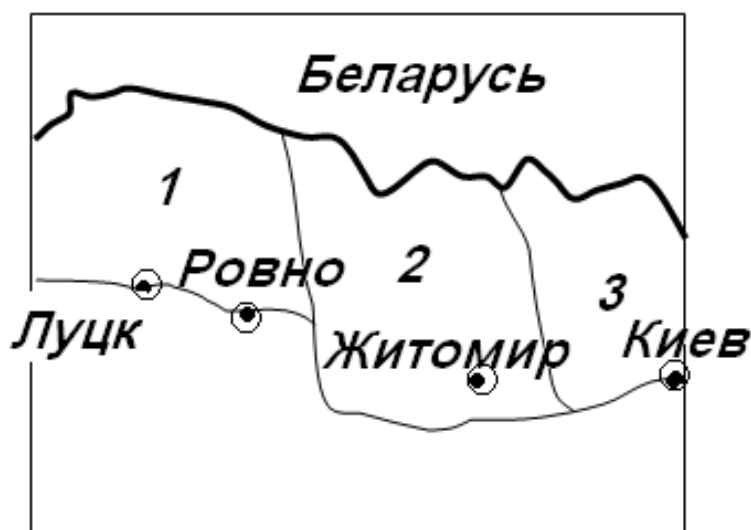 Беларусь
1
Ровно
2
3
Луцк
Житомир
Киев